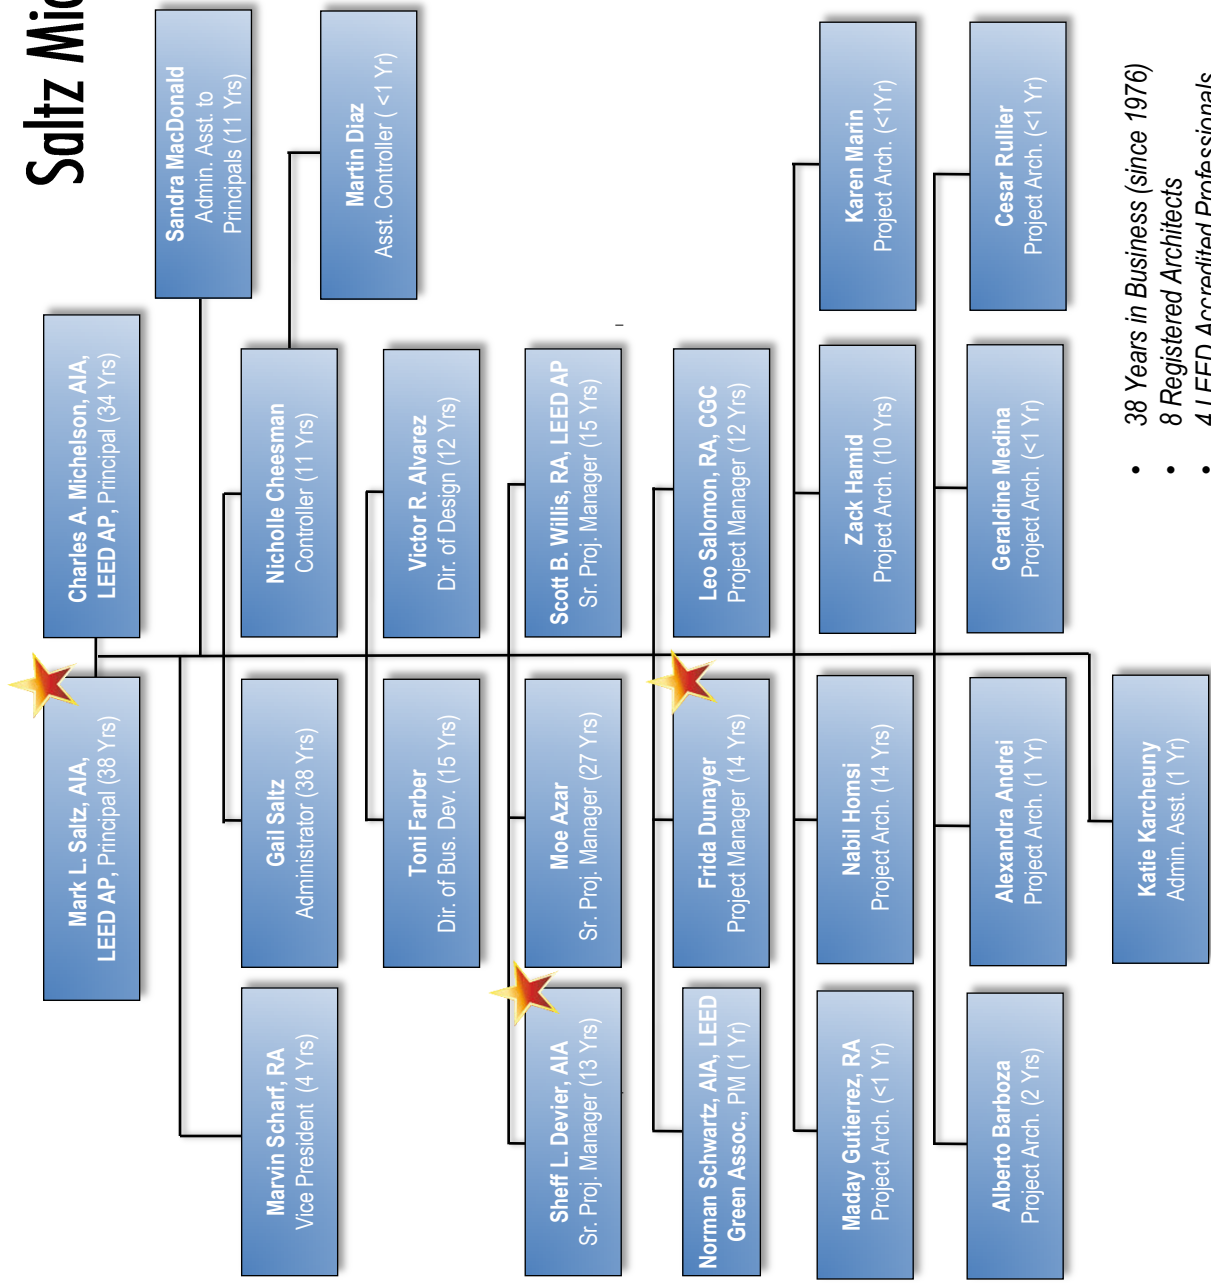 Saltz Mic
Mark L. Saltz, AIA,
LEED AP, Principal (38 Yrs)
Charles A. Michelson, AIA,
LEED AP, Principal (34 Yrs)
Sandra MacDonald
Admin. Asst. to
Principals (11 Yrs)
Marvin Scharf, RA
Vice President (4 Yrs)
Gail Saltz
Administrator (38 Yrs)
Nicholle Cheesman
Controller (11 Yrs)
Martin Diaz
Asst. Controller ( <1 Yr)
Toni Farber
Dir. of Bus. Dev. (15 Yrs)
Victor R. Alvarez
Dir. of Design (12 Yrs)
Sheff L. Devier, AIA
Sr. Proj. Manager (13 Yrs)
Moe Azar
Sr. Proj. Manager (27 Yrs)
Scott B. Willis, RA, LEED AP
Sr. Proj. Manager (15 Yrs)
Norman Schwartz, AIA, LEED
Green Assoc., PM (1 Yr)
Frida Dunayer
Project Manager (14 Yrs)
Leo Salomon, RA, CGC
Project Manager (12 Yrs)
Maday Gutierrez, RA
Project Arch. (<1 Yr)
Nabil Homsi
Project Arch. (14 Yrs)
Zack Hamid
Project Arch. (10 Yrs)
Karen Marin
Project Arch. (<1Yr)
Alberto Barboza
Project Arch. (2 Yrs)
Alexandra Andrei
Project Arch. (1 Yr)
Geraldine Medina
Project Arch. (<1 Yr)
Cesar Rullier
Project Arch. (<1 Yr)
Katie Karcheuny
Admin. Asst. (1 Yr)
• 38 Years in Business (since 1976)
• 8 Registered Architects
• 4 LEED Accredited Professionals